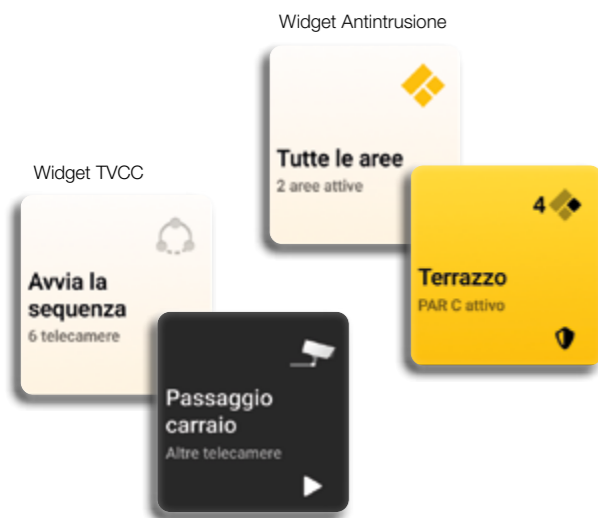 Widget Antintrusione
Tutte le aree
2 aree attive
4
Terrazzo
PAR C attivo
Widget TVCC
Avvia la
sequenza
6 telecamere
Passaggio
carraio
Altre telecamere